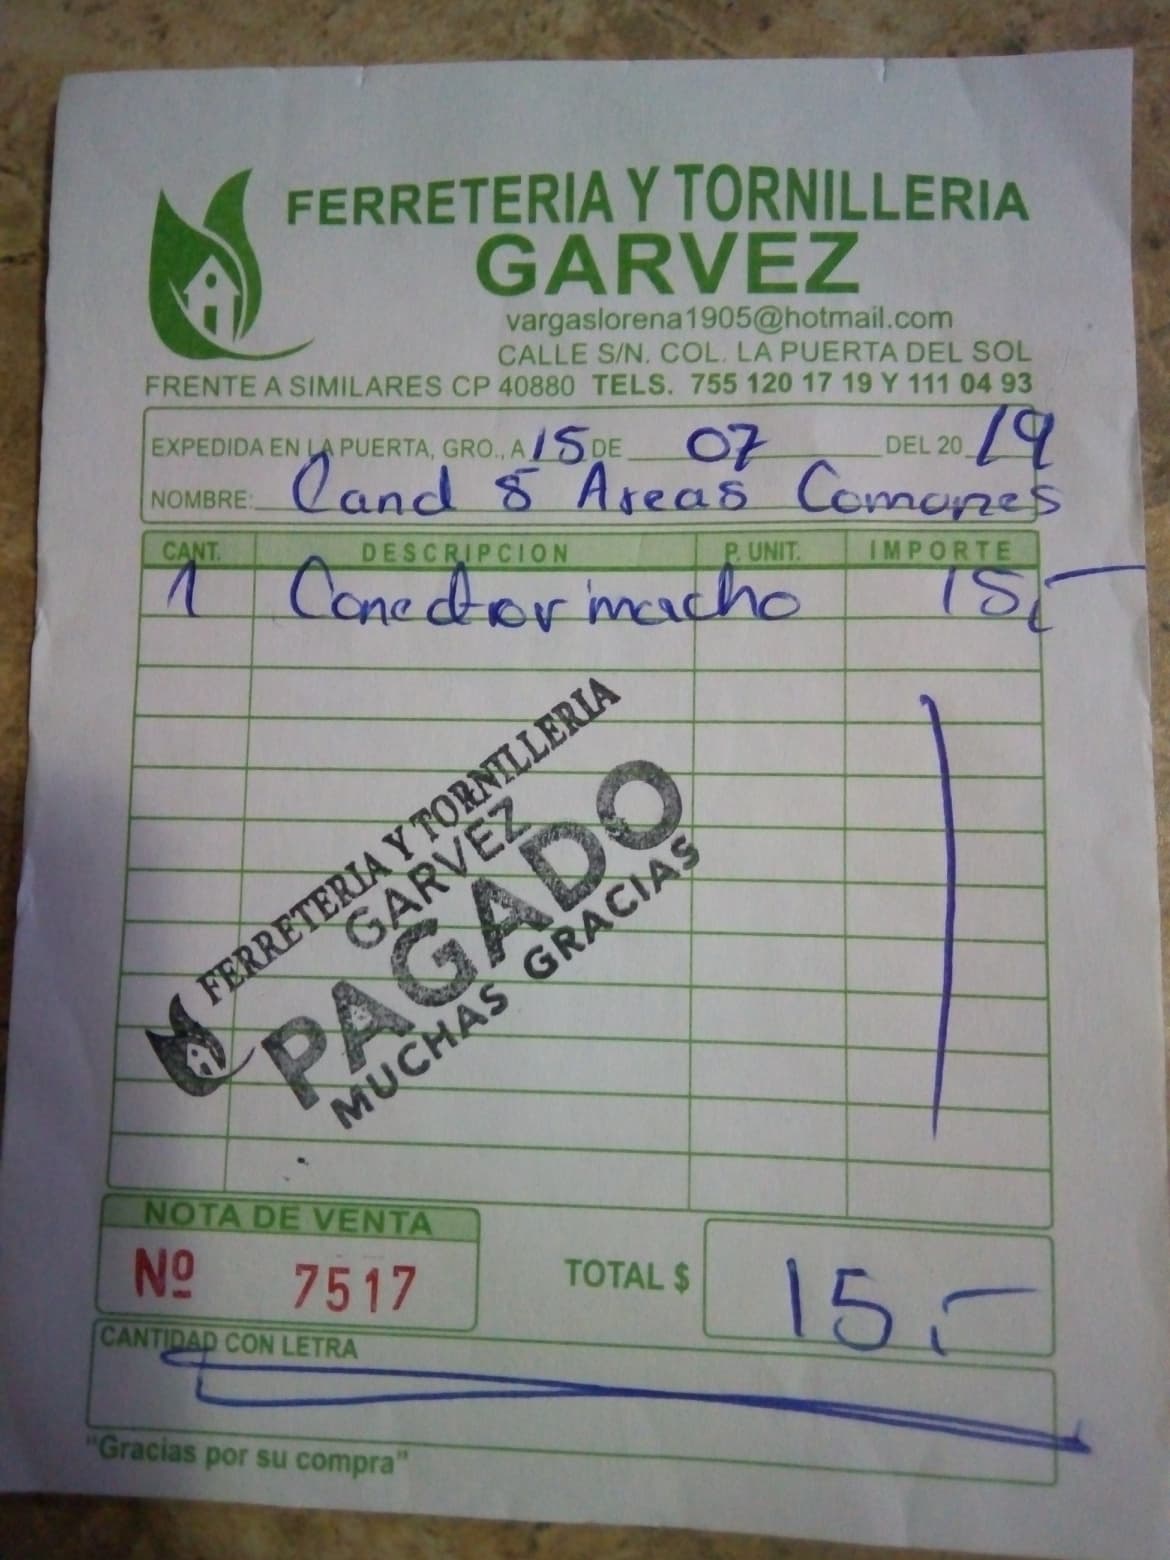 FERRETERIA Y TORNILLERIA
GARVEZ
vargaslorena1905@hotmail.com
CALLE S/N. COL. LA PUERTA DEL SOL
FRENTE A SIMILARES CP 40880 TELS. 755 120 17 19 Y 111 04 93
EXPEDIDA EN LA PUERTA, GRO., A 15 DE 07 DEL 20 19
NOMBRE: Cand 8 Areas Comones
CANT. DESCRIPCION P. UNIT. IMPORTE
1 Conector macho 15,-
FERRETERIA Y TORNILLERIA
GARVEZ
PAGADO
MUCHAS GRACIAS
NOTA DE VENTA
Nº 7517
TOTAL $ 15,-
CANTIDAD CON LETRA
"Gracias por su compra"